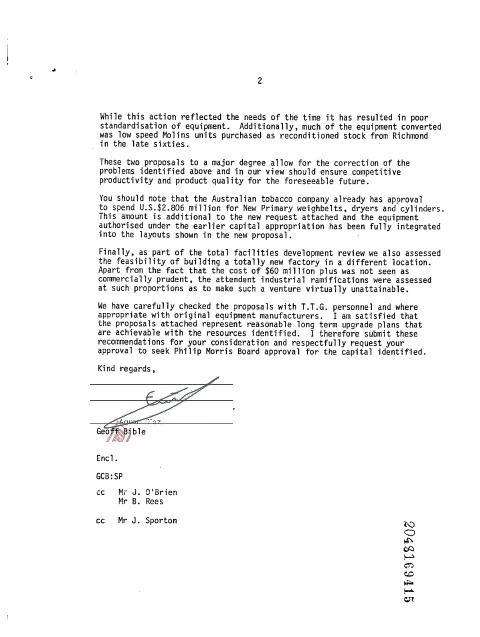 2
While this action reflected the needs of the time it has resulted in poor
standardisation of equipment. Additionally, much of the equipment converted
was low speed Molins units purchased as reconditioned stock from Richmond
in the late sixties.
These two proposals to a major degree allow for the correction of the
problems identified above and in our view should ensure competitive
productivity and product quality for the foreseeable future.
You should note that the Australian tobacco company already has approval
to spend U.S.$2.806 million for New Primary weighbelts, dryers and cylinders.
This amount is additional to the new request attached and the equipment
authorised under the earlier capital appropriation has been fully integrated
into the layouts shown in the new proposal.
Finally, as part of the total facilities development review we also assessed
the feasibility of building a totally new factory in a different location.
Apart from the fact that the cost of $60 million plus was not seen as
commercially prudent, the attendent industrial ramifications were assessed
at such proportions as to make such a venture virtually unattainable.
We have carefully checked the proposals with T.T.G. personnel and where
appropriate with original equipment manufacturers. I am satisfied that
the proposals attached represent reasonable long term upgrade plans that
are achievable with the resources identified. I therefore submit these
recommendations for your consideration and respectfully request your
approval to seek Philip Morris Board approval for the capital identified.
Kind regards,
Geoff Bible
Encl.
GCB:SP
cc Mr J. O'Brien
Mr B. Rees
cc Mr J. Sporton
2048169415